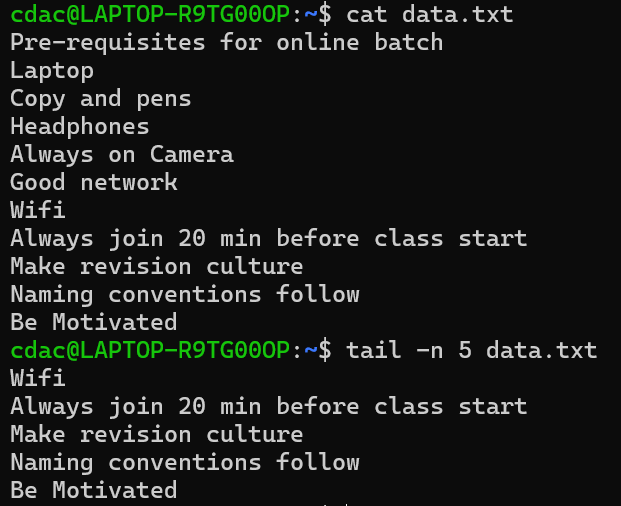 cdac@LAPTOP-R9TG00OP:~$ cat data.txt
Pre-requisites for online batch
Laptop
Copy and pens
Headphones
Always on Camera
Good network
Wifi
Always join 20 min before class start
Make revision culture
Naming conventions follow
Be Motivated
cdac@LAPTOP-R9TG00OP:~$ tail -n 5 data.txt
Wifi
Always join 20 min before class start
Make revision culture
Naming conventions follow
Be Motivated